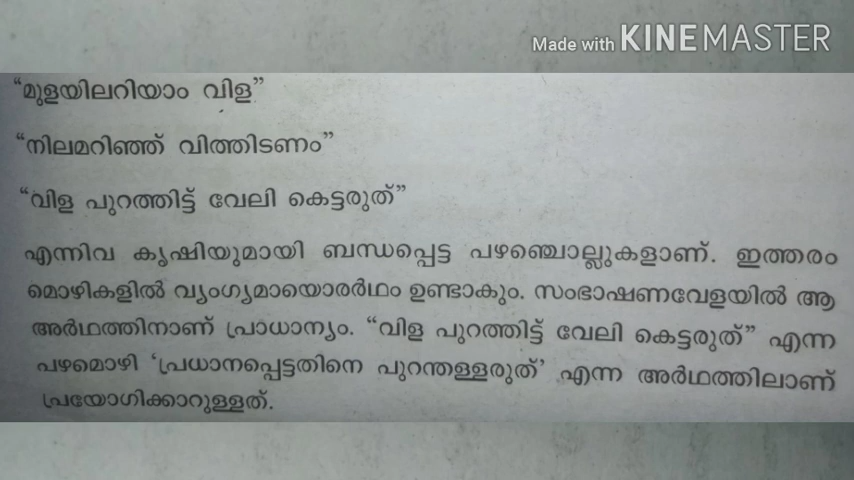 Made with KINEMASTER
“മുളയിലറിയാം വിള”
“നിലമറിഞ്ഞ് വിത്തിടണം”
“വിള പുറത്തിട്ട് വേലി കെട്ടരുത്”
എന്നിവ കൃഷിയുമായി ബന്ധപ്പെട്ട പഴഞ്ചൊല്ലുകളാണ്. ഇത്തരം
മൊഴികളിൽ വ്യംഗ്യമായൊരർഥം ഉണ്ടാകും. സംഭാഷണവേളയിൽ ആ
അർഥത്തിനാണ് പ്രാധാന്യം. “വിള പുറത്തിട്ട് വേലി കെട്ടരുത്” എന്ന
പഴമൊഴി ‘പ്രധാനപ്പെട്ടതിനെ പുറന്തള്ളരുത്’ എന്ന അർഥത്തിലാണ്
പ്രയോഗിക്കാറുള്ളത്.